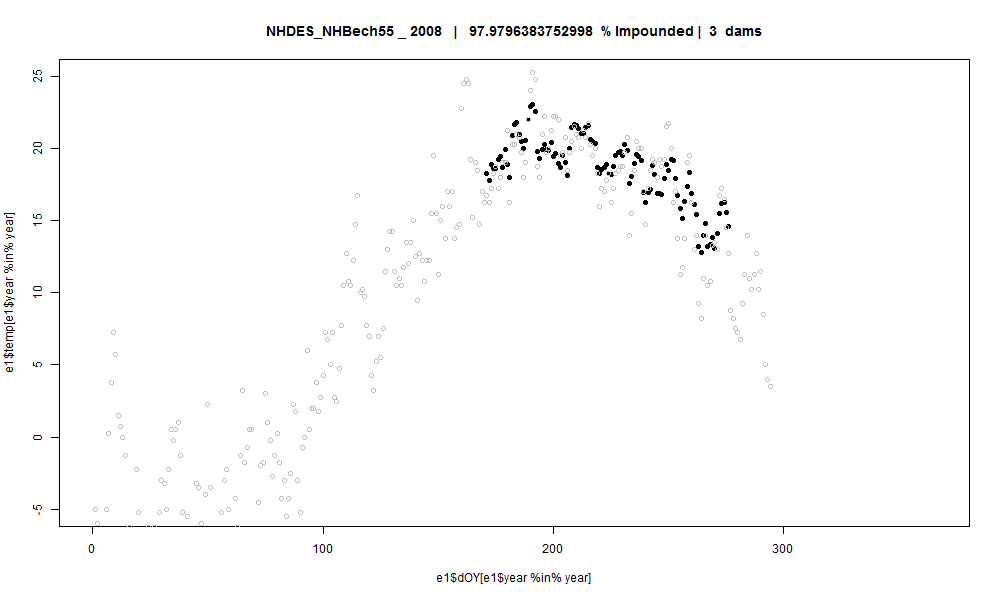 NHDES_NHBech55 _ 2008 | 97.9796383752998 % Impounded | 3 dams
e1$temp[e1$year %in% year]
25
20
15
10
5
0
-5
0 100 200 300
e1$dOY[e1$year %in% year]